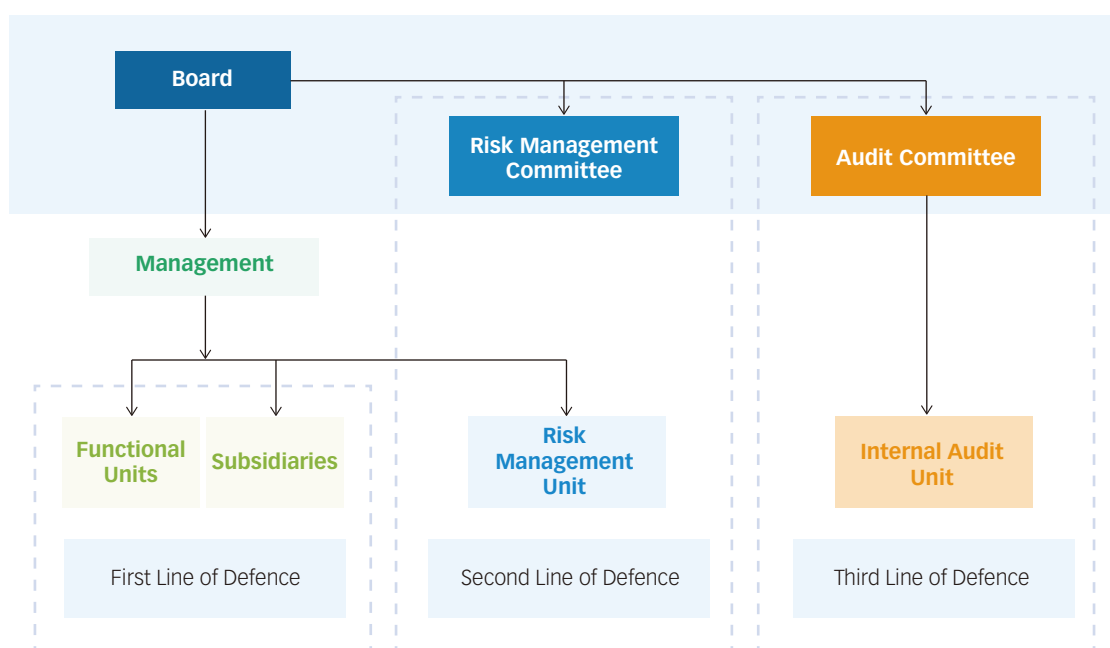 Board
Risk Management
Committee
Audit Committee
Management
Functional
Units
Subsidiaries
Risk
Management
Unit
Internal Audit
Unit
First Line of Defence
Second Line of Defence
Third Line of Defence